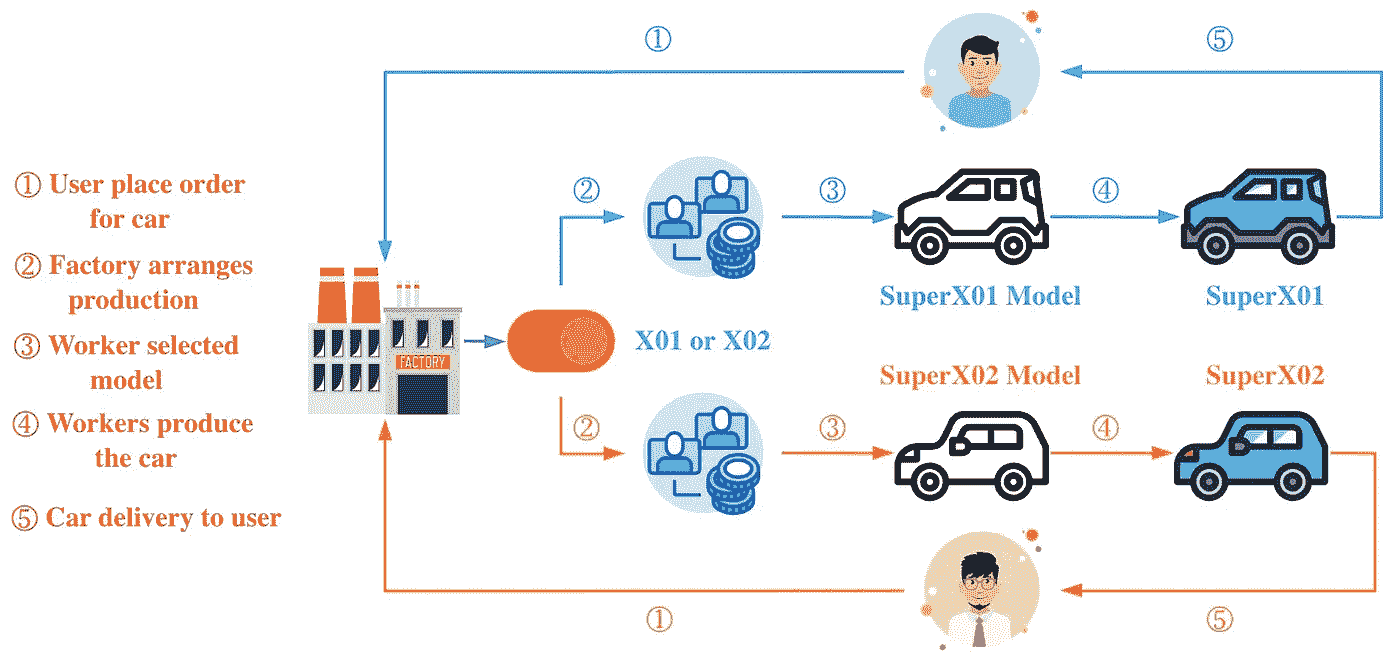 ① ⑤
① User place order
for car
② Factory arranges
production
③ Worker selected
model
④ Workers produce
the car
⑤ Car delivery to user
② ③ ④
SuperX01 Model SuperX01
FACTORY
X01 or X02
SuperX02 Model SuperX02
② ③ ④
① ⑤